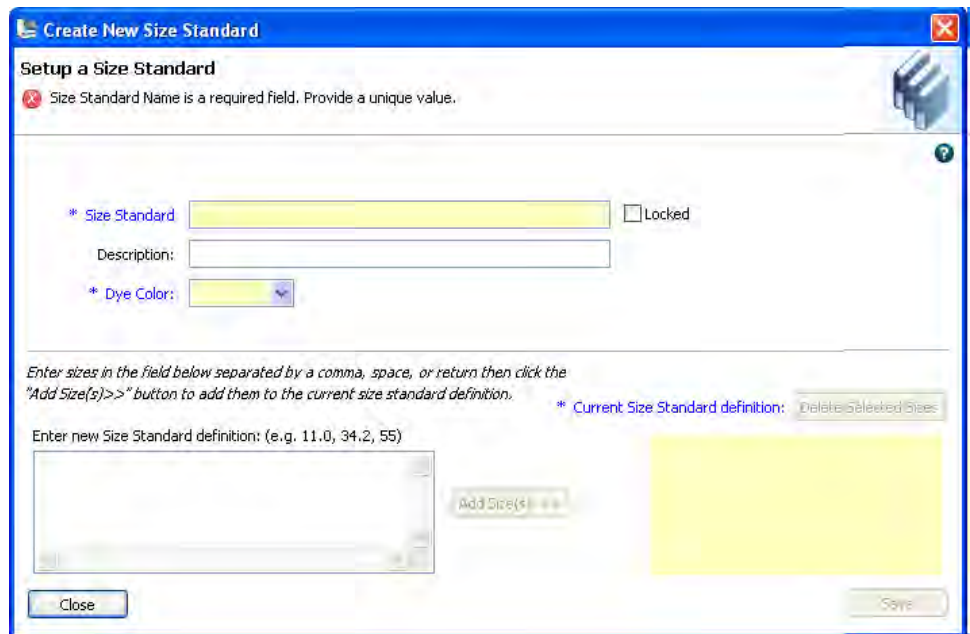 Create New Size Standard
Setup a Size Standard
Size Standard Name is a required field. Provide a unique value.
* Size Standard
Locked
Description:
* Dye Color:
Enter sizes in the field below separated by a comma, space, or return then click the
"Add Size(s)>>" button to add them to the current size standard definition.
* Current Size Standard definition: Delete Selected Sizes
Enter new Size Standard definition: (e.g. 11.0, 34.2, 55)
Add Size(s) >>
Close
Save